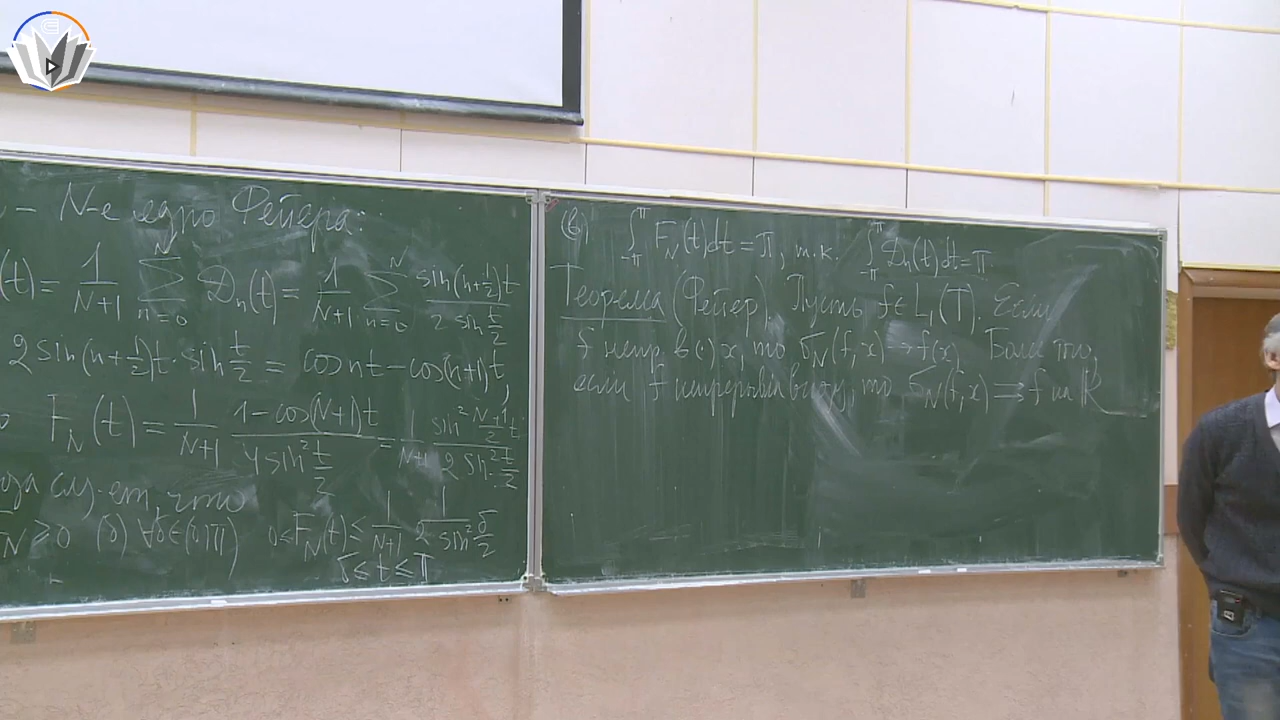 – N-е ядро Фейера:
(t) = 1/(N+1) ∑_{n=0}^{N} D_n(t) = 1/(N+1) ∑_{n=0}^{N} sin(n+1/2)t / (2 sin t/2)
2 sin(n+1/2)t · sin t/2 = cos nt – cos(n+1)t,
F_N(t) = 1/(N+1) (1 – cos(N+1)t) / (4 sin² t/2) = 1/(N+1) sin² (N+1)/2 t / (2 sin² t/2)
сл-ет, что
≥ 0 (б) ∀δ∈(0,π) 0 ≤ F_N(t) ≤ 1/(N+1) 1/(2 sin² δ/2)
δ ≤ t ≤ π
(в) ∫_{-π}^{π} F_N(t)dt = π, т.к. ∫_{-π}^{π} D_n(t)dt = π
Теорема (Фейер). Пусть f ∈ L₁(T). Если
f непр. в (·) x, то σ_N(f,x) → f(x). Более того,
если f непрерывна всюду, то σ_N(f,x) ⇒ f на ℝ